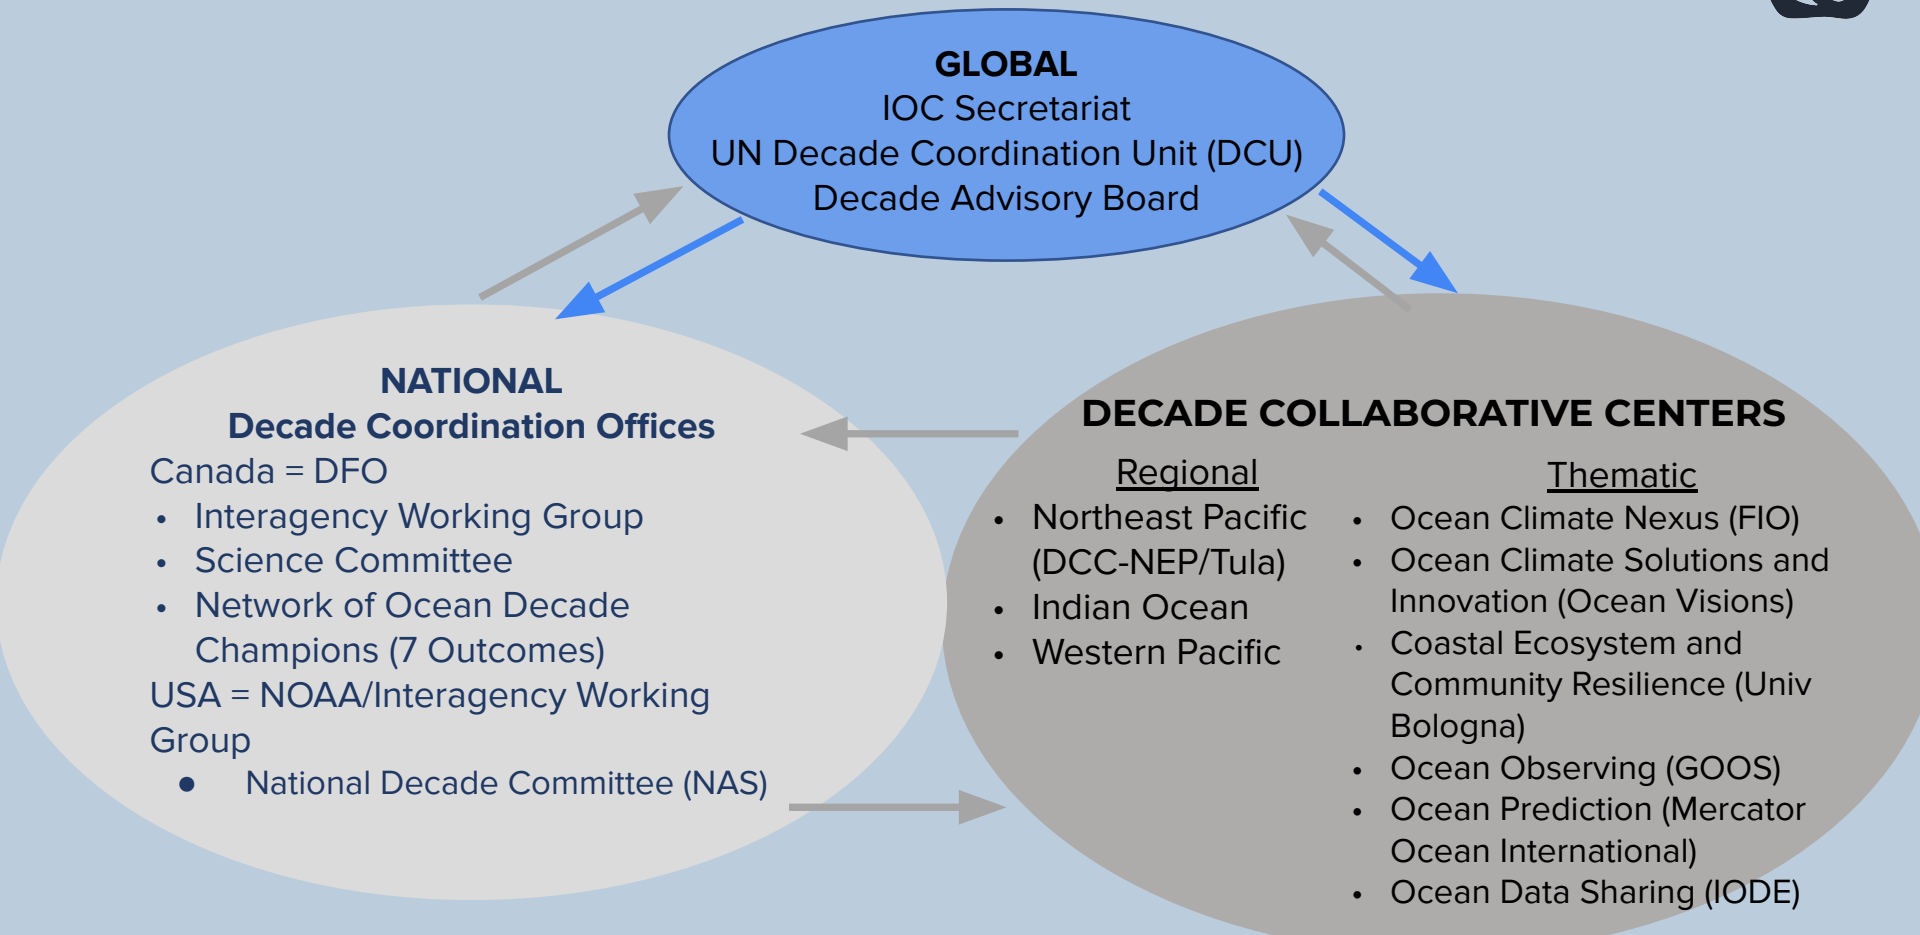 GLOBAL
IOC Secretariat
UN Decade Coordination Unit (DCU)
Decade Advisory Board
NATIONAL
Decade Coordination Offices
Canada = DFO
• Interagency Working Group
• Science Committee
• Network of Ocean Decade
Champions (7 Outcomes)
USA = NOAA/Interagency Working
Group
● National Decade Committee (NAS)
DECADE COLLABORATIVE CENTERS
Regional
• Northeast Pacific
(DCC-NEP/Tula)
• Indian Ocean
• Western Pacific
Thematic
• Ocean Climate Nexus (FIO)
• Ocean Climate Solutions and
Innovation (Ocean Visions)
• Coastal Ecosystem and
Community Resilience (Univ
Bologna)
• Ocean Observing (GOOS)
• Ocean Prediction (Mercator
Ocean International)
• Ocean Data Sharing (IODE)